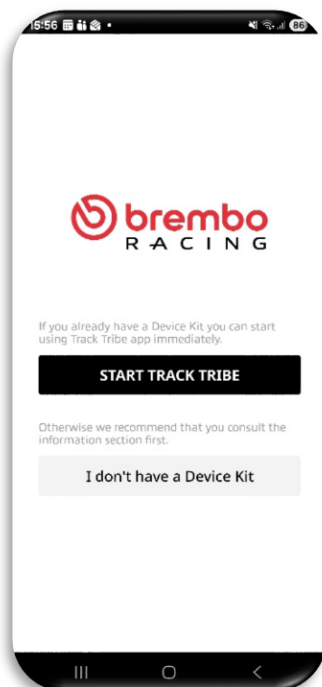 15:56
86
brembo
RACING
If you already have a Device Kit you can start
using Track Tribe app immediately.
START TRACK TRIBE
Otherwise we recommend that you consult the
information section first.
I don't have a Device Kit